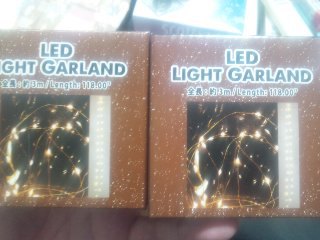 LED
LIGHT GARLAND
全長:約3m/Length: 118.00"
LED
LIGHT GARLAND
全長:約3m/Length: 118.00"